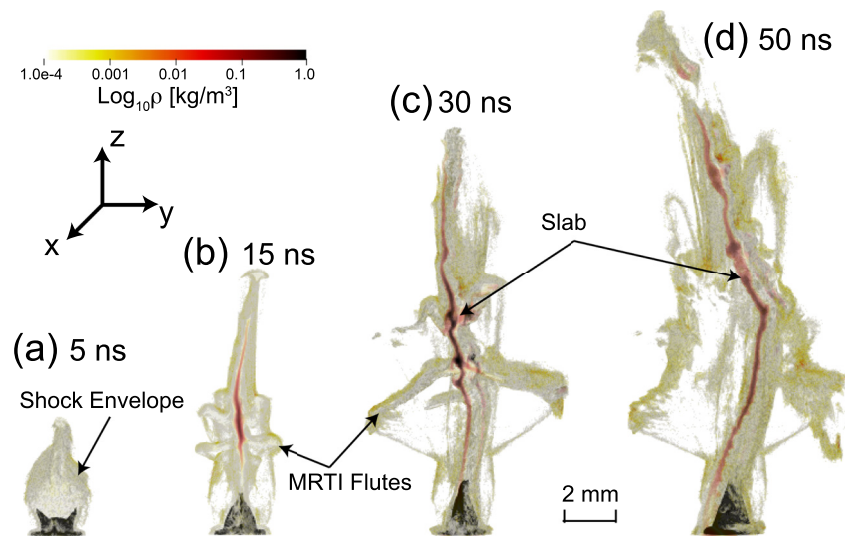 (d) 50 ns
1.0e-4 0.001 0.01 0.1 1.0
Log₁₀ρ [kg/m³]
(c) 30 ns
z
y
x
Slab
(b) 15 ns
(a) 5 ns
Shock Envelope
MRTI Flutes
2 mm